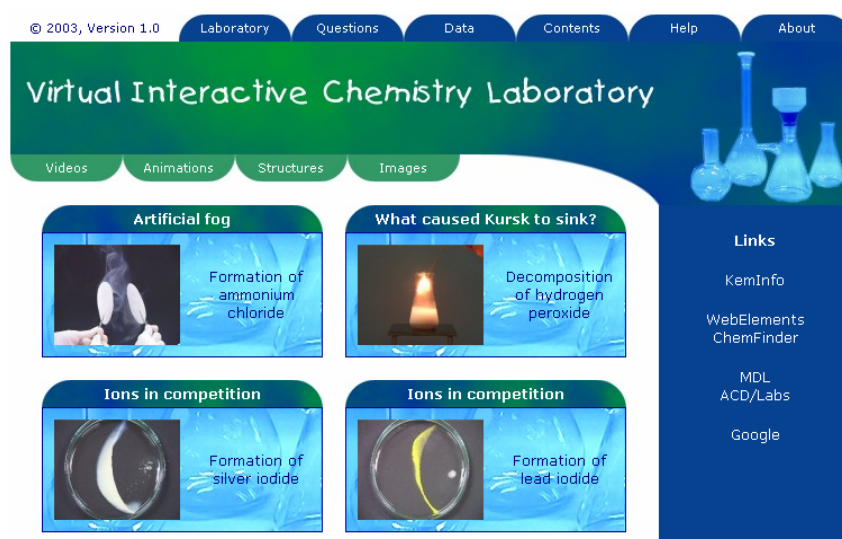 © 2003, Version 1.0
Laboratory
Questions
Data
Contents
Help
About
Virtual Interactive Chemistry Laboratory
Videos
Animations
Structures
Images
Artificial fog
Formation of
ammonium
chloride
What caused Kursk to sink?
Decomposition
of hydrogen
peroxide
Ions in competition
Formation of
silver iodide
Ions in competition
Formation of
lead iodide
Links
KemInfo
WebElements
ChemFinder
MDL
ACD/Labs
Google